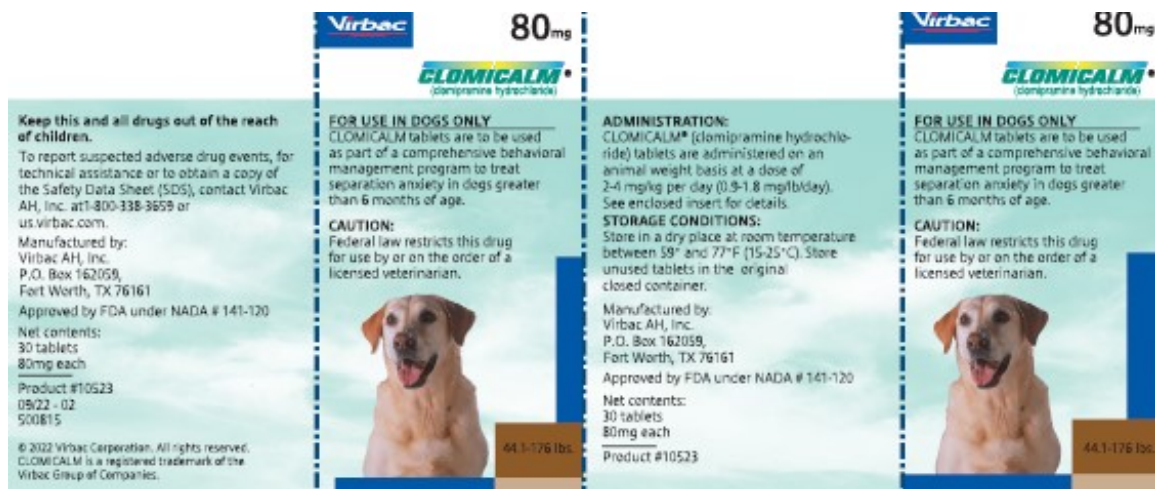 Keep this and all drugs out of the reach
of children.
To report suspected adverse drug events, for
technical assistance or to obtain a copy of
the Safety Data Sheet (SDS), contact Virbac
AH, Inc. at1-800-338-3659 or
us.virbac.com.
Manufactured by:
Virbac AH, Inc.
P.O. Box 162059,
Fort Worth, TX 76161
Approved by FDA under NADA # 141-120
Net contents:
30 tablets
80mg each
Product #10523
09/22 - 02
500815
© 2022 Virbac Corporation. All rights reserved.
CLOMICALM is a registered trademark of the
Virbac Group of Companies.
Virbac
80mg
CLOMICALM®
(clomipramine hydrochloride)
FOR USE IN DOGS ONLY
CLOMICALM tablets are to be used
as part of a comprehensive behavioral
management program to treat
separation anxiety in dogs greater
than 6 months of age.
CAUTION:
Federal law restricts this drug
for use by or on the order of a
licensed veterinarian.
44.1-176 lbs.
ADMINISTRATION:
CLOMICALM® (clomipramine hydrochlo-
ride) tablets are administered on an
animal weight basis at a dose of
2-4 mg/kg per day (0.9-1.8 mg/lb/day).
See enclosed insert for details.
STORAGE CONDITIONS:
Store in a dry place at room temperature
between 59° and 77°F (15-25°C). Store
unused tablets in the original
closed container.
Manufactured by:
Virbac AH, Inc.
P.O. Box 162059,
Fort Worth, TX 76161
Approved by FDA under NADA # 141-120
Net contents:
30 tablets
80mg each
Product #10523
Virbac
80mg
CLOMICALM®
(clomipramine hydrochloride)
FOR USE IN DOGS ONLY
CLOMICALM tablets are to be used
as part of a comprehensive behavioral
management program to treat
separation anxiety in dogs greater
than 6 months of age.
CAUTION:
Federal law restricts this drug
for use by or on the order of a
licensed veterinarian.
44.1-176 lbs.